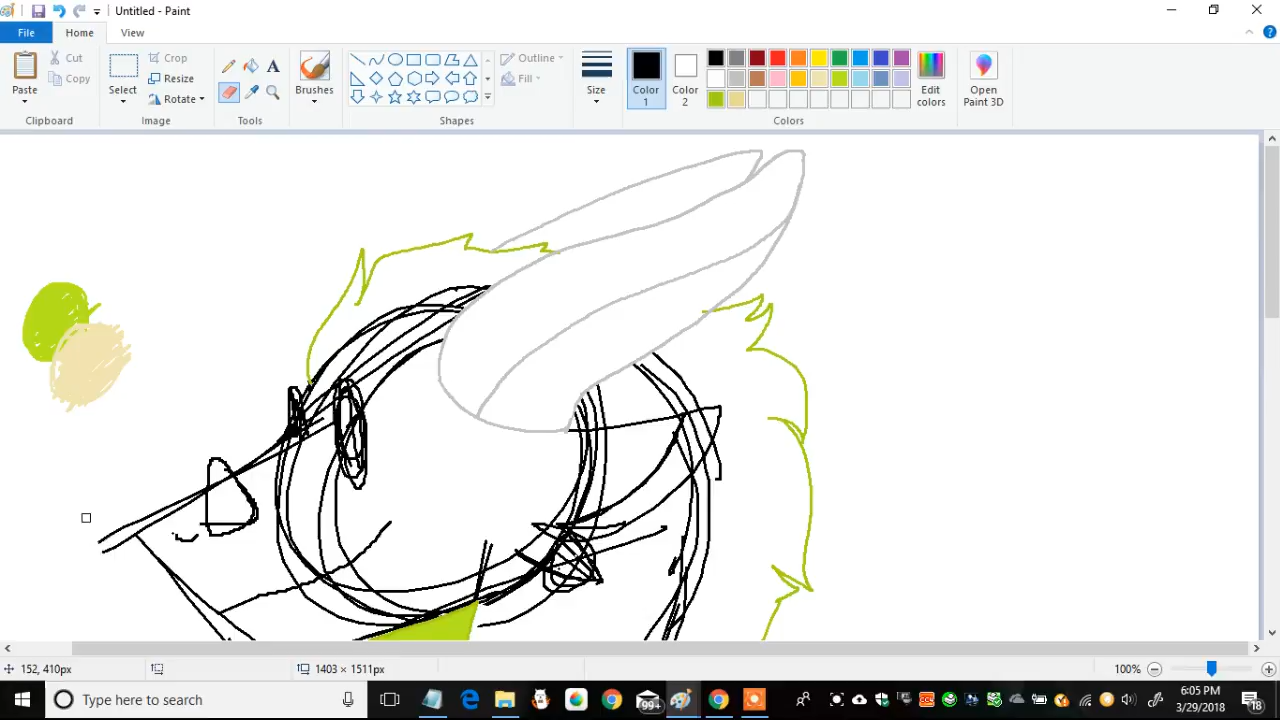 Untitled - Paint
File Home View
Paste
Cut
Copy
Clipboard
Select
Crop
Resize
Rotate
Image
A
Tools
Brushes
Outline
Fill
Shapes
Size
Color 1
Color 2
Edit colors
Colors
Open Paint 3D
152, 410px
1403 × 1511px
100%
Type here to search
99+
6:05 PM
3/29/2018
18